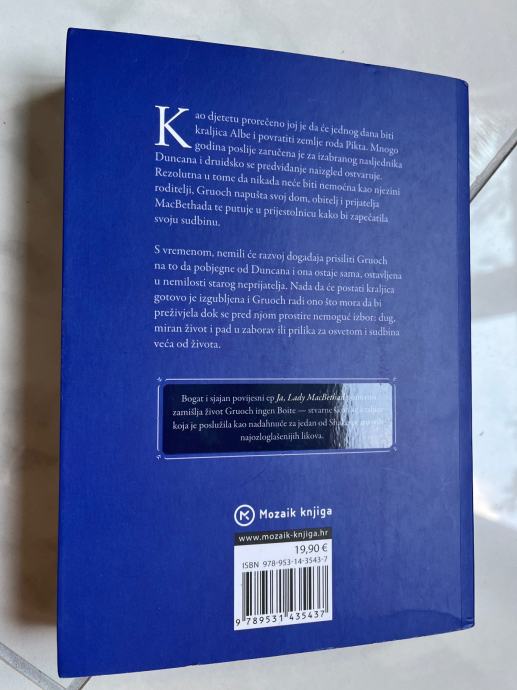 Kao djetetu prorečeno joj je da će jednog dana biti
kraljica Albe i povratiti zemlje roda Pikta. Mnogo
godina poslije zaručena je za izabranog nasljednika
Duncana i druidsko se predviđanje naizgled ostvaruje.
Rezolutna u tome da nikada neće biti nemoćna kao njezini
roditelji, Gruoch napušta svoj dom, obitelj i prijatelja
MacBethada te putuje u prijestolnicu kako bi zapečatila
svoju sudbinu.
S vremenom, nemili će razvoj događaja prisiliti Gruoch
na to da pobjegne od Duncana i ona ostaje sama, ostavljena
u nemilosti starog neprijatelja. Nada da će postati kraljica
gotovo je izgubljena i Gruoch radi ono što mora da bi
preživjela dok se pred njom prostire nemoguć izbor: dug,
miran život i pad u zaborav ili prilika za osvetom i sudbina
veća od života.
Bogat i sjajan povijesni ep Ja, Lady MacBethad
zamišlja život Gruoch ingen Boite — stvarne
koja je poslužila kao nadahnuće za jedan od
najozloglašenijih likova.
M Mozaik knjiga
www.mozaik-knjiga.hr
19,90 €
ISBN 978-953-14-3543-7
9 789531 435437